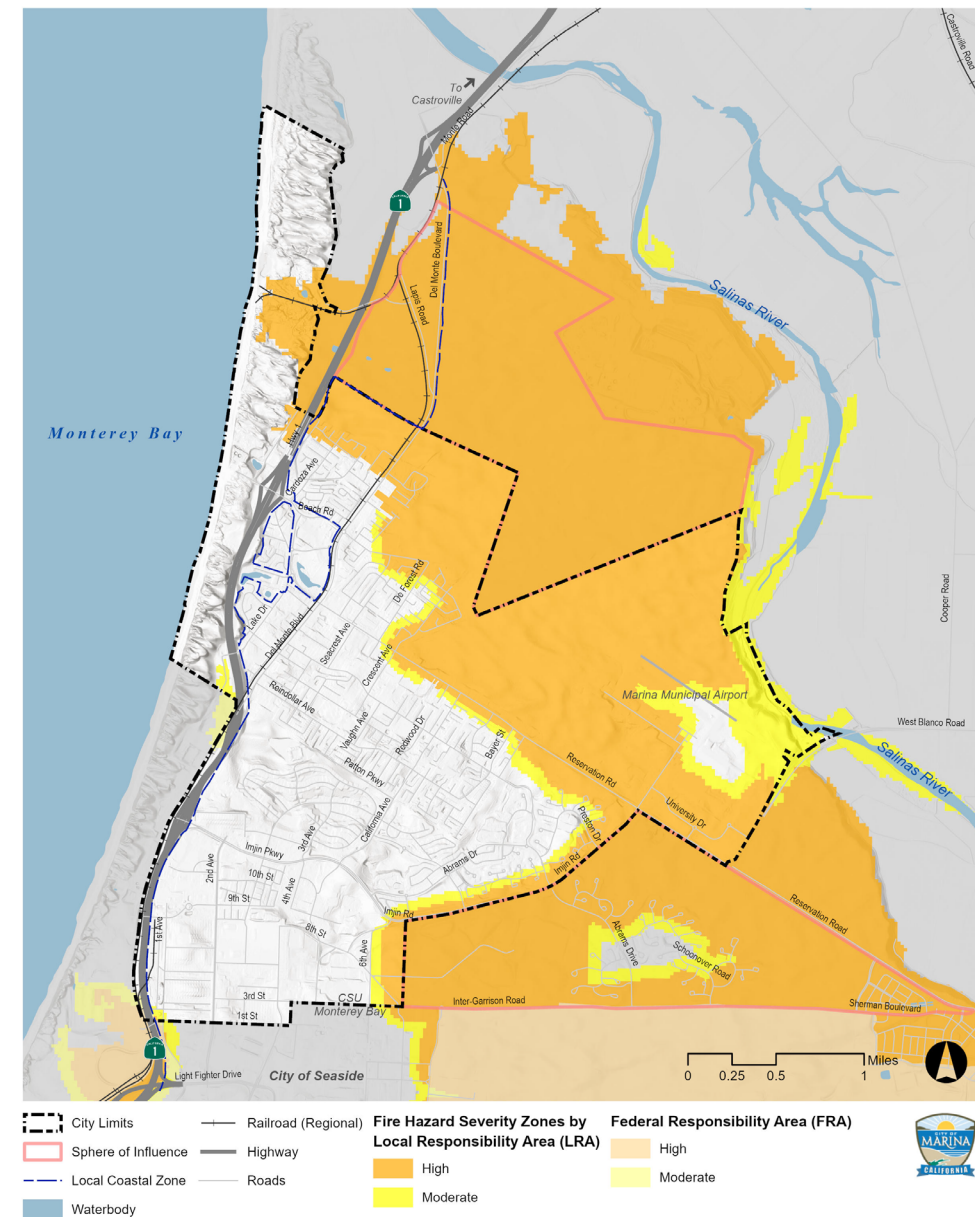 To
Castroville
Castroville Road
Monte Road
1
Del Monte Boulevard
Lapis Road
Salinas River
Monterey Bay
Hwy 1
Cardoza Ave
Beach Rd
De Forest Rd
Cooper Road
Lake Dr
Del Monte Blvd
Seacrest Ave
Crescent Ave
Reindollar Ave
Marina Municipal Airport
West Blanco Road
Salinas River
Vaughn Ave
Redwood Dr
Bayer St
Reservation Rd
Patton Pkwy
University Dr
Preston Dr
California Ave
3rd Ave
Imjin Pkwy
Abrams Dr
Imjin Rd
2nd Ave
10th St
4th Ave
9th St
8th St
Imjin Rd
Reservation Road
1st Ave
6th Ave
Abrams Drive
Schoonover Road
CSU
Monterey Bay
3rd St
1st St
Inter-Garrison Road
Sherman Boulevard
1
Light Fighter Drive
City of Seaside
Miles
0 0.25 0.5 1
City Limits
Sphere of Influence
Local Coastal Zone
Waterbody
Railroad (Regional)
Highway
Roads
Fire Hazard Severity Zones by
Local Responsibility Area (LRA)
High
Moderate
Federal Responsibility Area (FRA)
High
Moderate
CITY OF
MARINA
CALIFORNIA